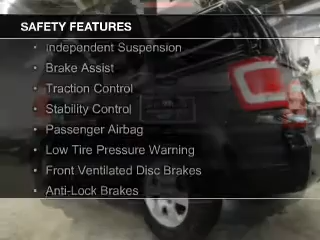 SAFETY FEATURES
• Independent Suspension
• Brake Assist
• Traction Control
• Stability Control
• Passenger Airbag
• Low Tire Pressure Warning
• Front Ventilated Disc Brakes
• Anti-Lock Brakes